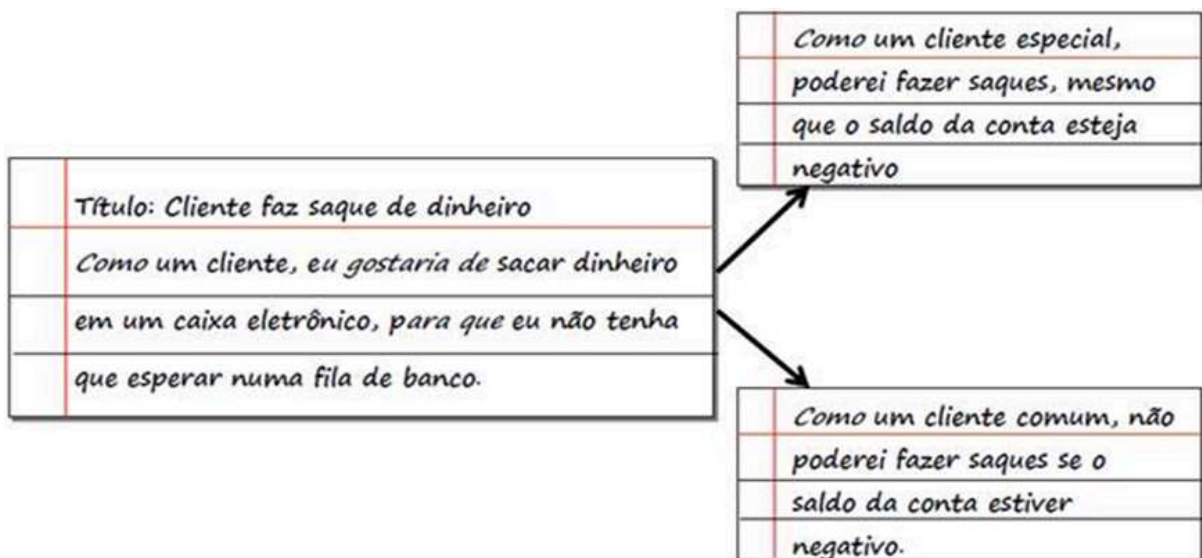 Título: Cliente faz saque de dinheiro
Como um cliente, eu gostaria de sacar dinheiro
em um caixa eletrônico, para que eu não tenha
que esperar numa fila de banco.
Como um cliente especial,
poderei fazer saques, mesmo
que o saldo da conta esteja
negativo
Como um cliente comum, não
poderei fazer saques se o
saldo da conta estiver
negativo.